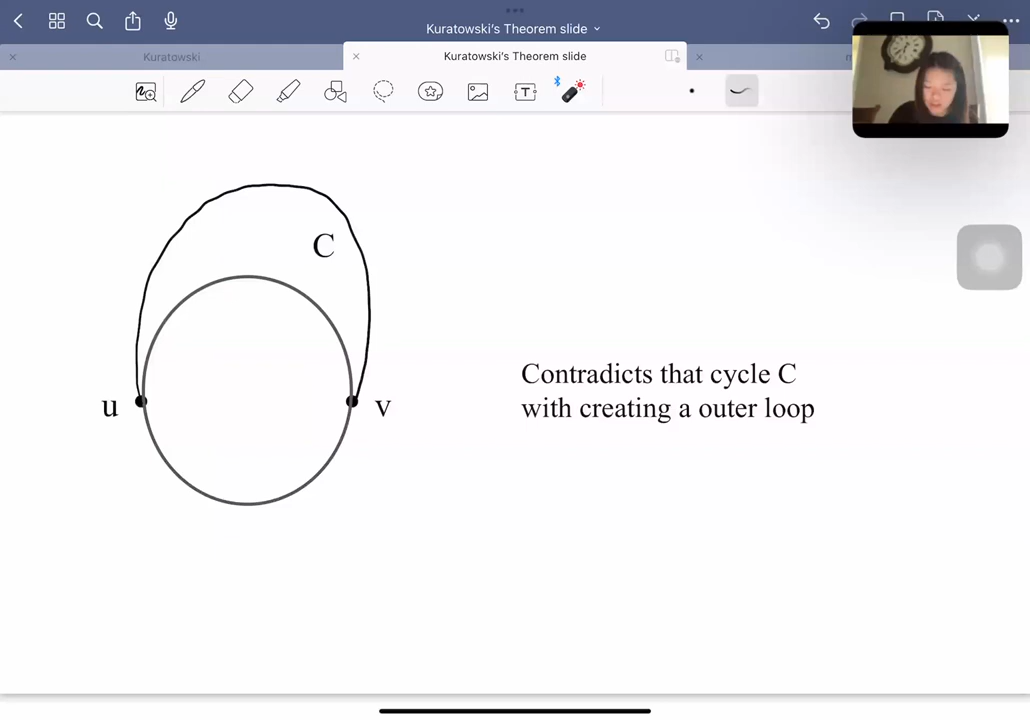 Kuratowski's Theorem slide
Kuratowski
Kuratowski's Theorem slide
T
C
u
v
Contradicts that cycle C
with creating a outer loop